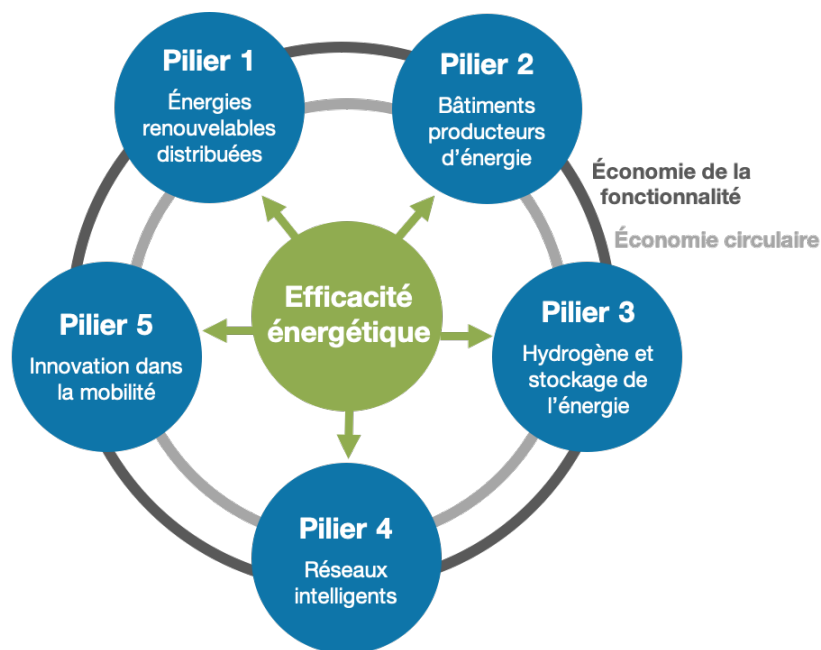 Pilier 1
Énergies
renouvelables
distribuées
Pilier 2
Bâtiments
producteurs
d’énergie
Économie de la
fonctionnalité
Économie circulaire
Efficacité
énergétique
Pilier 5
Innovation dans
la mobilité
Pilier 3
Hydrogène et
stockage de
l’énergie
Pilier 4
Réseaux
intelligents